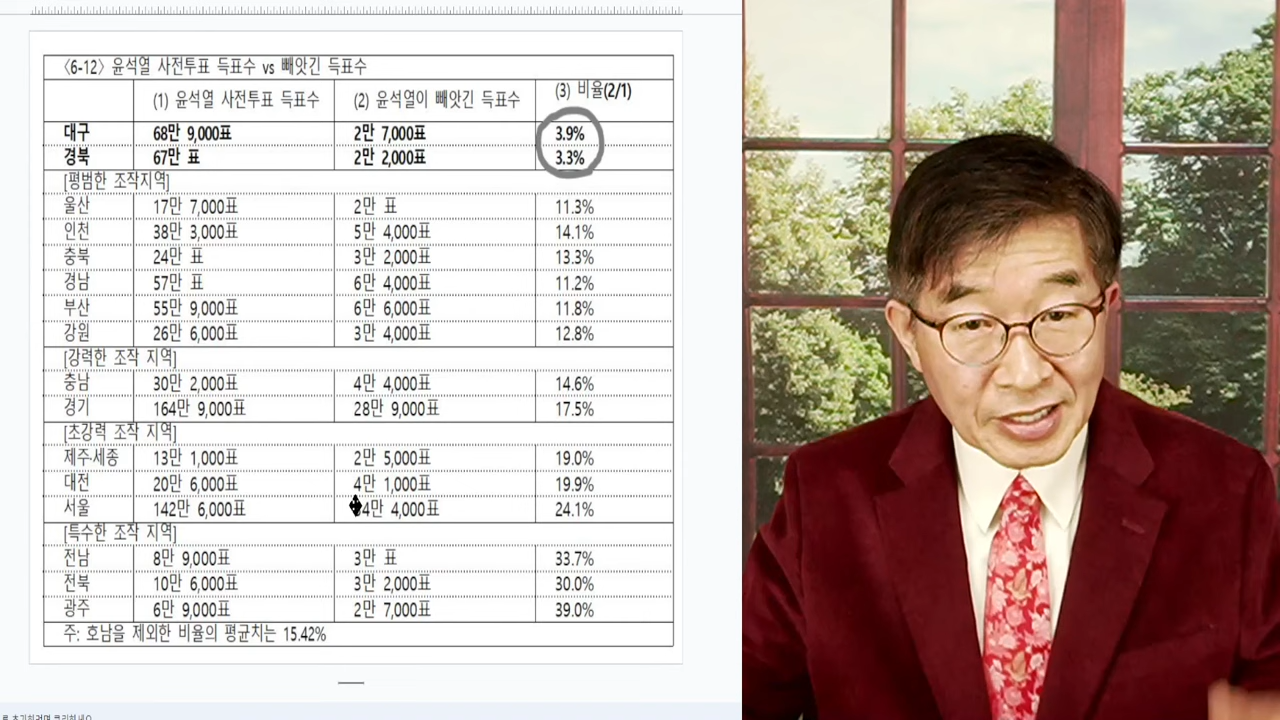 〈6-12〉 윤석열 사전투표 득표수 vs 빼앗긴 득표수
(1) 윤석열 사전투표 득표수 (2) 윤석열이 빼앗긴 득표수 (3) 비율(2/1)
대구 68만 9,000표 2만 7,000표 3.9%
경북 67만 표 2만 2,000표 3.3%
[평범한 조작지역]
울산 17만 7,000표 2만 표 11.3%
인천 38만 3,000표 5만 4,000표 14.1%
충북 24만 표 3만 2,000표 13.3%
경남 57만 표 6만 4,000표 11.2%
부산 55만 9,000표 6만 6,000표 11.8%
강원 26만 6,000표 3만 4,000표 12.8%
[강력한 조작 지역]
충남 30만 2,000표 4만 4,000표 14.6%
경기 164만 9,000표 28만 9,000표 17.5%
[초강력 조작 지역]
제주·세종 13만 1,000표 2만 5,000표 19.0%
대전 20만 6,000표 4만 1,000표 19.9%
서울 142만 6,000표 4,000표 24.1%
[특수한 조작 지역]
전남 8만 9,000표 3만 표 33.7%
전북 10만 6,000표 3만 2,000표 30.0%
광주 6만 9,000표 2만 7,000표 39.0%
주: 호남을 제외한 비율의 평균치는 15.42%